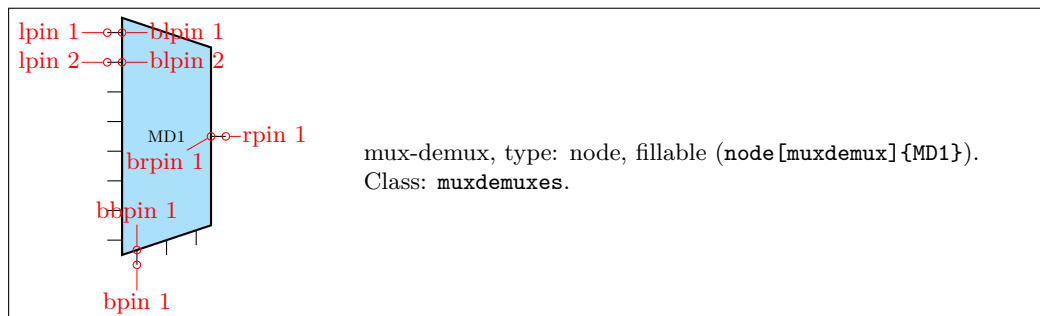 lpin 1 blpin 1
lpin 2 blpin 2
MD1 rpin 1
brpin 1
bbpin 1
bpin 1
mux-demux, type: node, fillable (node[muxdemux]{MD1}).
Class: muxdemuxes.